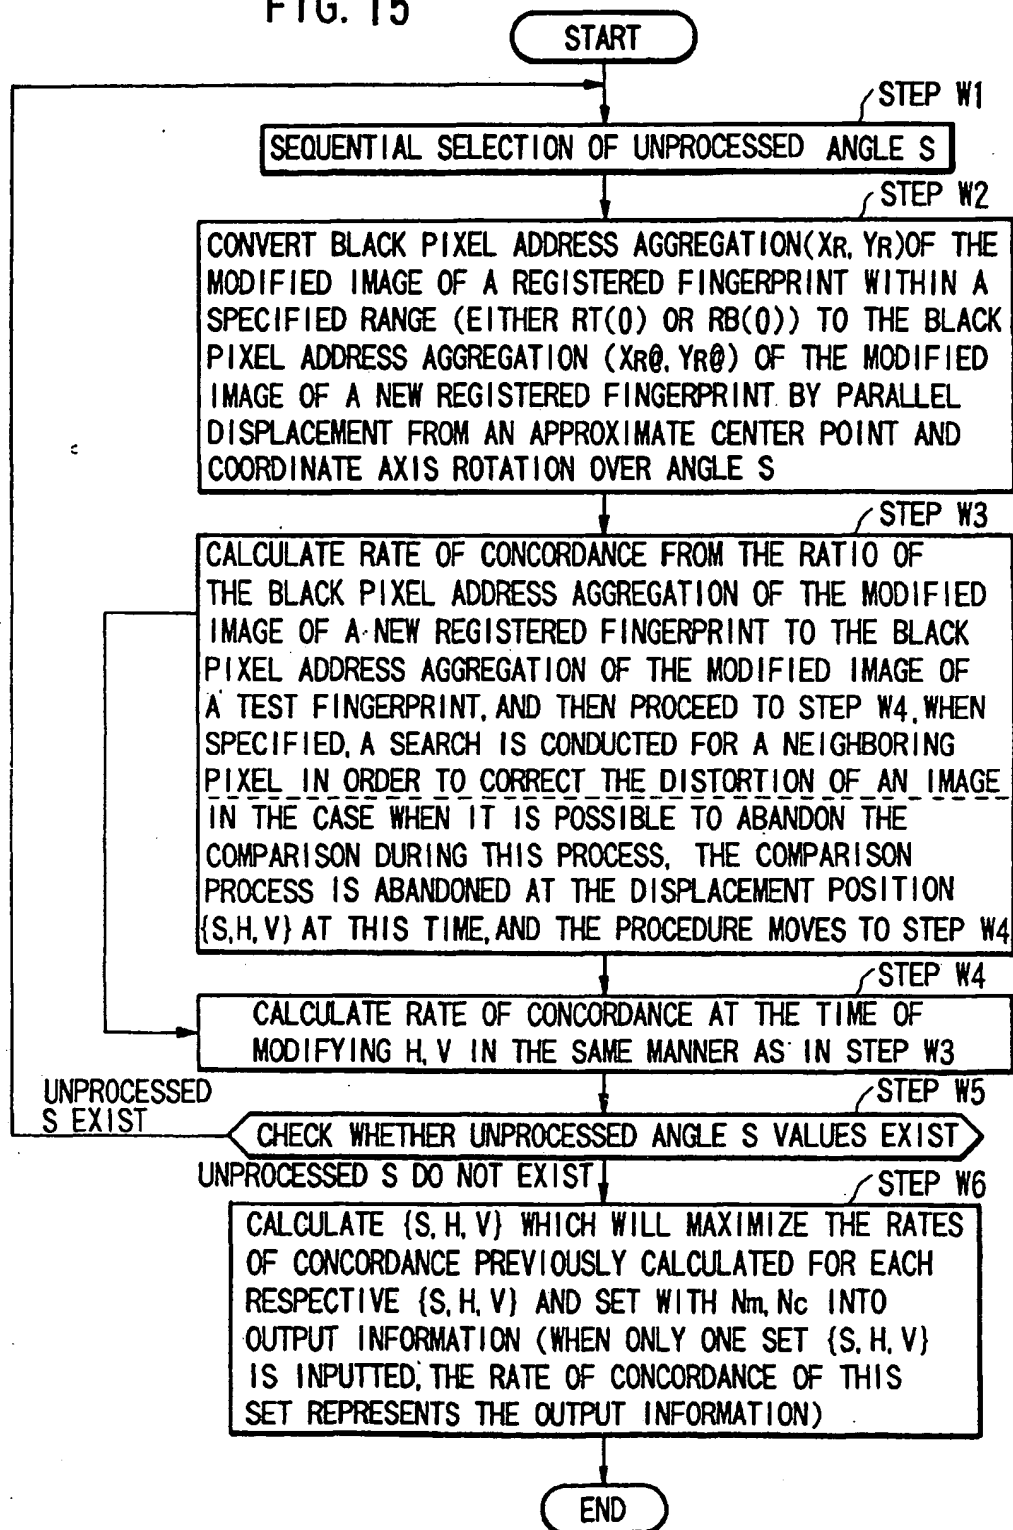 FIG. 15
START
STEP W1
SEQUENTIAL SELECTION OF UNPROCESSED ANGLE S
STEP W2
CONVERT BLACK PIXEL ADDRESS AGGREGATION(XR, YR)OF THE
MODIFIED IMAGE OF A REGISTERED FINGERPRINT WITHIN A
SPECIFIED RANGE (EITHER RT() OR RB()) TO THE BLACK
PIXEL ADDRESS AGGREGATION (XR@, YR@) OF THE MODIFIED
IMAGE OF A NEW REGISTERED FINGERPRINT BY PARALLEL
DISPLACEMENT FROM AN APPROXIMATE CENTER POINT AND
COORDINATE AXIS ROTATION OVER ANGLE S
STEP W3
CALCULATE RATE OF CONCORDANCE FROM THE RATIO OF
THE BLACK PIXEL ADDRESS AGGREGATION OF THE MODIFIED
IMAGE OF A NEW REGISTERED FINGERPRINT TO THE BLACK
PIXEL ADDRESS AGGREGATION OF THE MODIFIED IMAGE OF
A TEST FINGERPRINT, AND THEN PROCEED TO STEP W4. WHEN
SPECIFIED, A SEARCH IS CONDUCTED FOR A NEIGHBORING
PIXEL IN ORDER TO CORRECT THE DISTORTION OF AN IMAGE
IN THE CASE WHEN IT IS POSSIBLE TO ABANDON THE
COMPARISON DURING THIS PROCESS, THE COMPARISON
PROCESS IS ABANDONED AT THE DISPLACEMENT POSITION
{S, H, V} AT THIS TIME, AND THE PROCEDURE MOVES TO STEP W4
STEP W4
CALCULATE RATE OF CONCORDANCE AT THE TIME OF
MODIFYING H, V IN THE SAME MANNER AS IN STEP W3
STEP W5
UNPROCESSED
S EXIST
CHECK WHETHER UNPROCESSED ANGLE S VALUES EXIST
UNPROCESSED S DO NOT EXIST
STEP W6
CALCULATE {S, H, V} WHICH WILL MAXIMIZE THE RATES
OF CONCORDANCE PREVIOUSLY CALCULATED FOR EACH
RESPECTIVE {S, H, V} AND SET WITH Nm, Nc INTO
OUTPUT INFORMATION (WHEN ONLY ONE SET {S, H, V}
IS INPUTTED, THE RATE OF CONCORDANCE OF THIS
SET REPRESENTS THE OUTPUT INFORMATION)
END